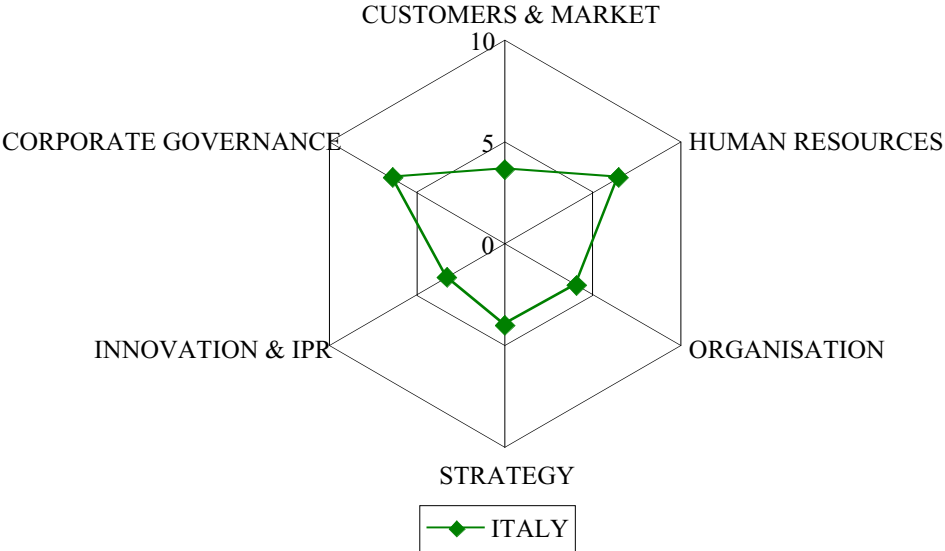 CUSTOMERS & MARKET
10
CORPORATE GOVERNANCE
5
HUMAN RESOURCES
0
INNOVATION & IPR
ORGANISATION
STRATEGY
ITALY